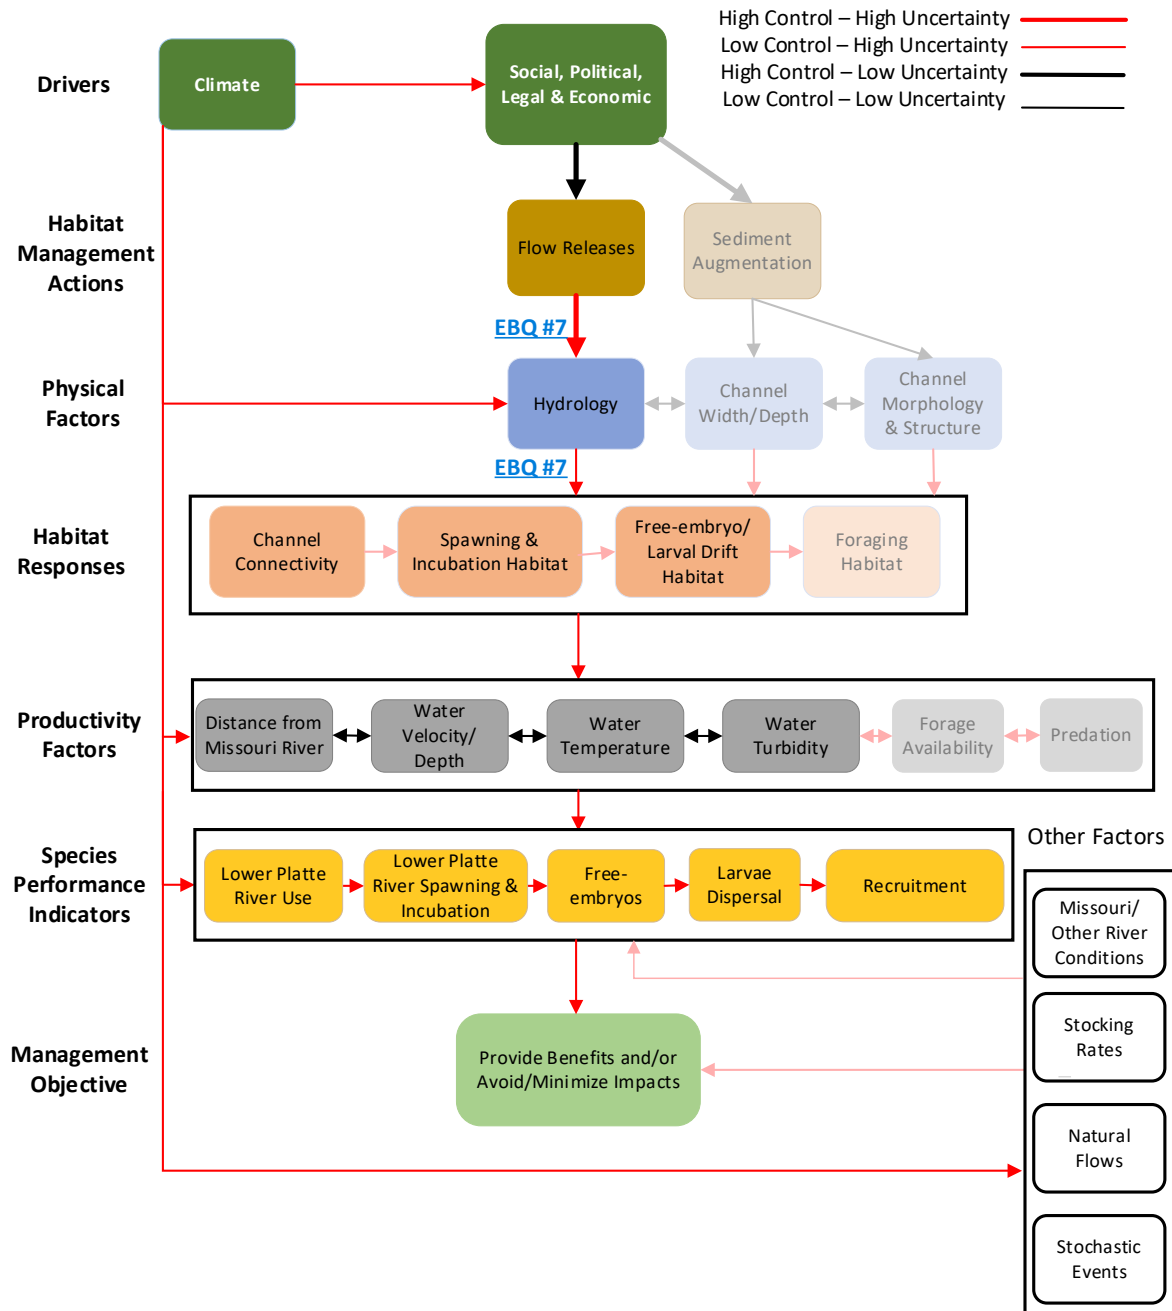 High Control – High Uncertainty
Low Control – High Uncertainty
High Control – Low Uncertainty
Low Control – Low Uncertainty
Drivers
Climate
Social, Political,
Legal & Economic
Habitat
Management
Actions
Flow Releases
Sediment
Augmentation
EBQ #7
Physical
Factors
Hydrology
Channel
Width/Depth
Channel
Morphology
& Structure
EBQ #7
Habitat
Responses
Channel
Connectivity
Spawning &
Incubation Habitat
Free-embryo/
Larval Drift
Habitat
Foraging
Habitat
Productivity
Factors
Distance from
Missouri River
Water
Velocity/
Depth
Water
Temperature
Water
Turbidity
Forage
Availability
Predation
Species
Performance
Indicators
Lower Platte
River Use
Lower Platte
River Spawning &
Incubation
Free-
embryos
Larvae
Dispersal
Recruitment
Other Factors
Missouri/
Other River
Conditions
Stocking
Rates
Natural
Flows
Stochastic
Events
Management
Objective
Provide Benefits and/or
Avoid/Minimize Impacts